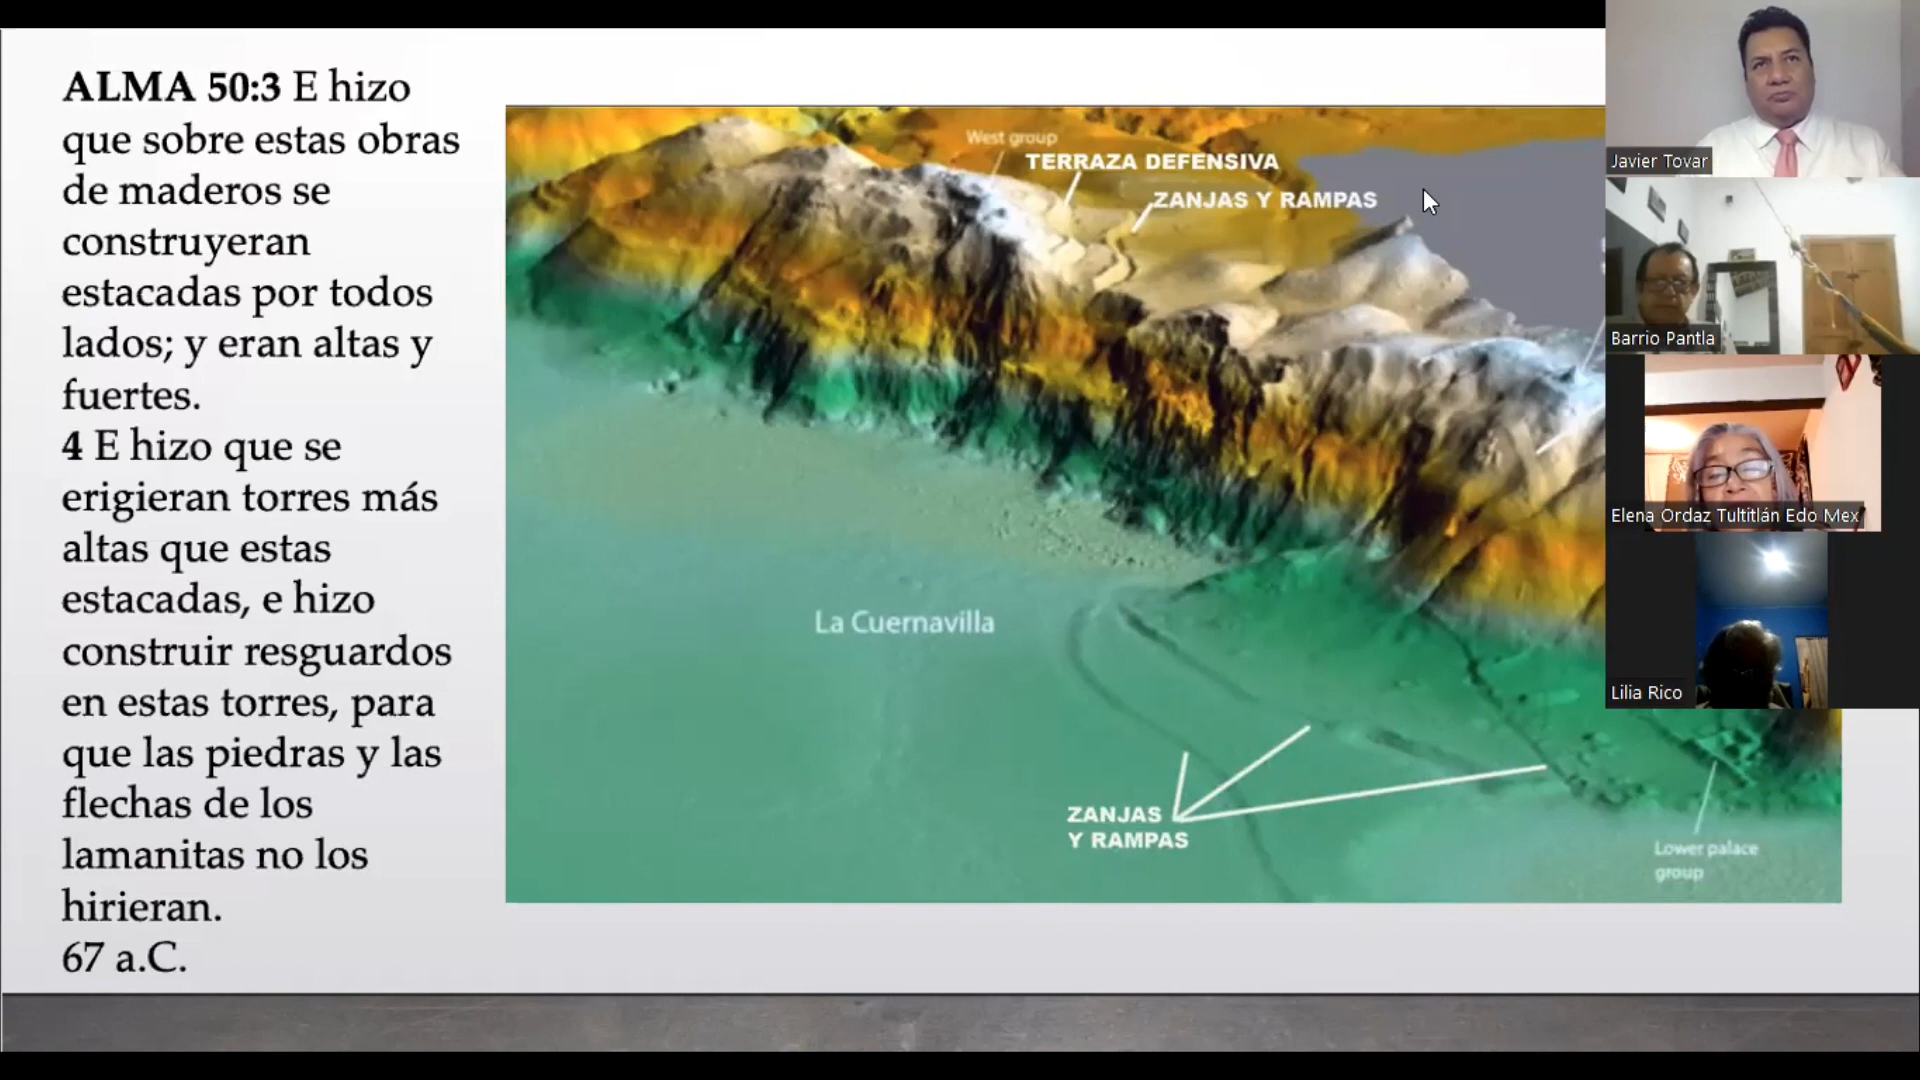 ALMA 50:3 E hizo
que sobre estas obras
de maderos se
construyeran
estacadas por todos
lados; y eran altas y
fuertes.
4 E hizo que se
erigieran torres más
altas que estas
estacadas, e hizo
construir resguardos
en estas torres, para
que las piedras y las
flechas de los
lamanitas no los
hirieran.
67 a.C.
West group
TERRAZA DEFENSIVA
ZANJAS Y RAMPAS
La Cuernavilla
ZANJAS
Y RAMPAS
Lower palace
group
Javier Tovar
Barrio Pantla
Elena Ordaz Tultitlán Edo Mex
Lilia Rico